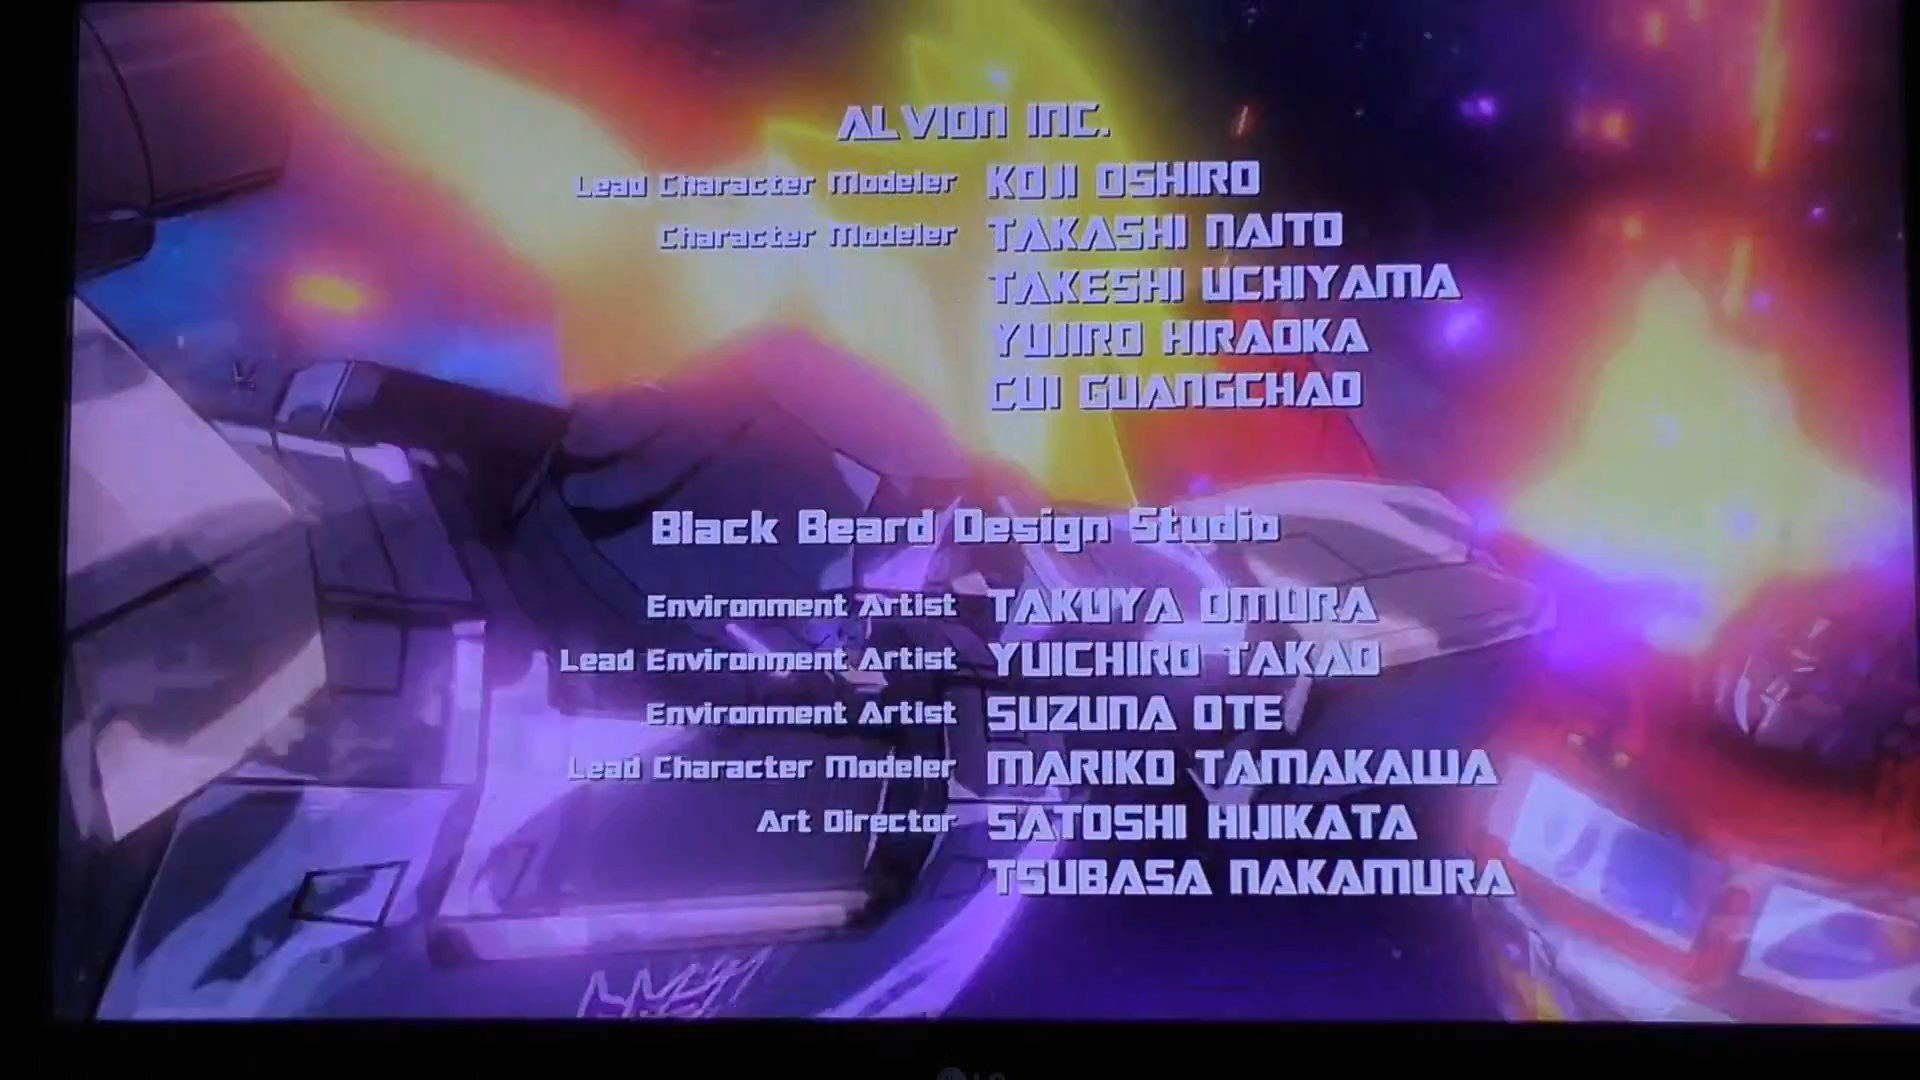 ALVION INC.
Lead Character Modeler KOJI OSHIRO
Character Modeler TAKASHI NAITO
TAKESHI UCHIYAMA
YUJIRO HIRAOKA
CUI GUANGCHAO
Black Beard Design Studio
Environment Artist TAKUYA OMURA
Lead Environment Artist YUICHIRO TAKAO
Environment Artist SUZUNA OTE
Lead Character Modeler MARIKO TAMAKAWA
Art Director SATOSHI HIJIKATA
TSUBASA NAKAMURA